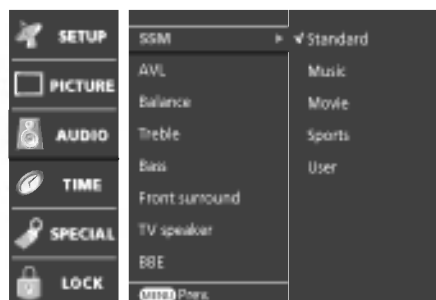 SETUP
PICTURE
AUDIO
TIME
SPECIAL
LOCK
SSM
AVL
Balance
Treble
Bass
Front surround
TV speaker
BBE
MENU Prev.
Standard
Music
Movie
Sports
User